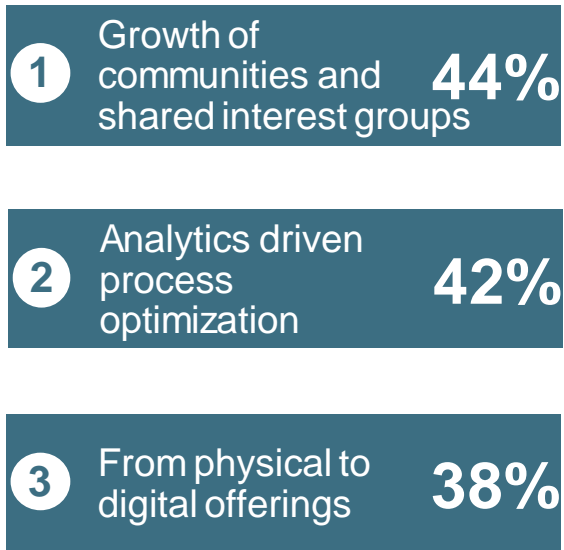 1
Growth of
communities and
shared interest groups
44%
2
Analytics driven
process
optimization
42%
3
From physical to
digital offerings
38%